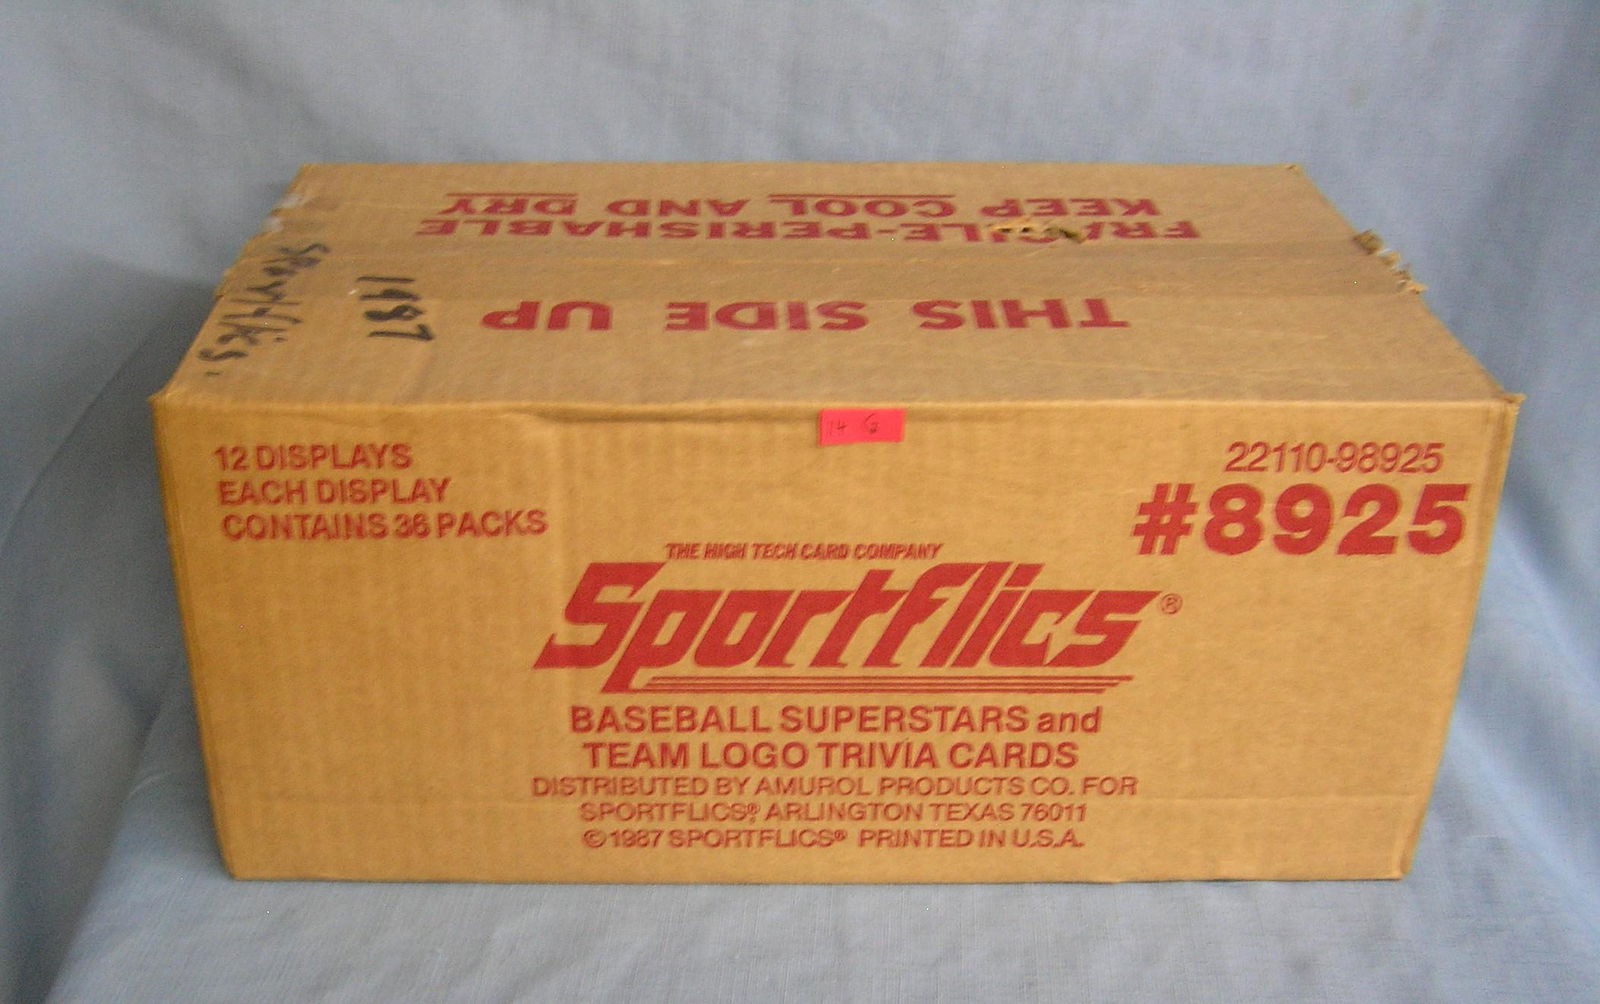 KEEP COOL AND DRY
FRAGILE-PERISHABLE
THIS SIDE UP
1987
Sportflics.
14
12 DISPLAYS
EACH DISPLAY
CONTAINS 36 PACKS
22110-98925
#8925
THE HIGH TECH CARD COMPANY
Sportflics®
BASEBALL SUPERSTARS and
TEAM LOGO TRIVIA CARDS
DISTRIBUTED BY AMUROL PRODUCTS CO. FOR
SPORTFLICS®, ARLINGTON TEXAS 76011
©1987 SPORTFLICS® PRINTED IN U.S.A.